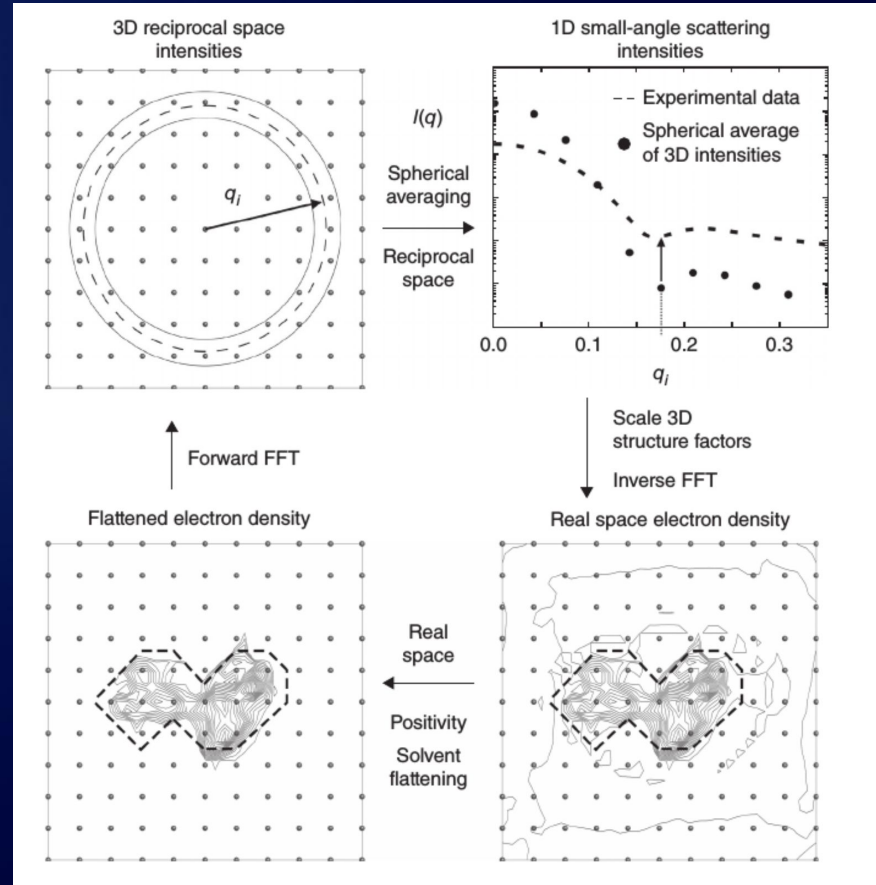 3D reciprocal space
intensities
1D small-angle scattering
intensities
qi
I(q)
Spherical
averaging
Reciprocal
space
Experimental data
Spherical average
of 3D intensities
0.0 0.1 0.2 0.3
qi
Forward FFT
Scale 3D
structure factors
Inverse FFT
Flattened electron density
Real space electron density
Real
space
Positivity
Solvent
flattening